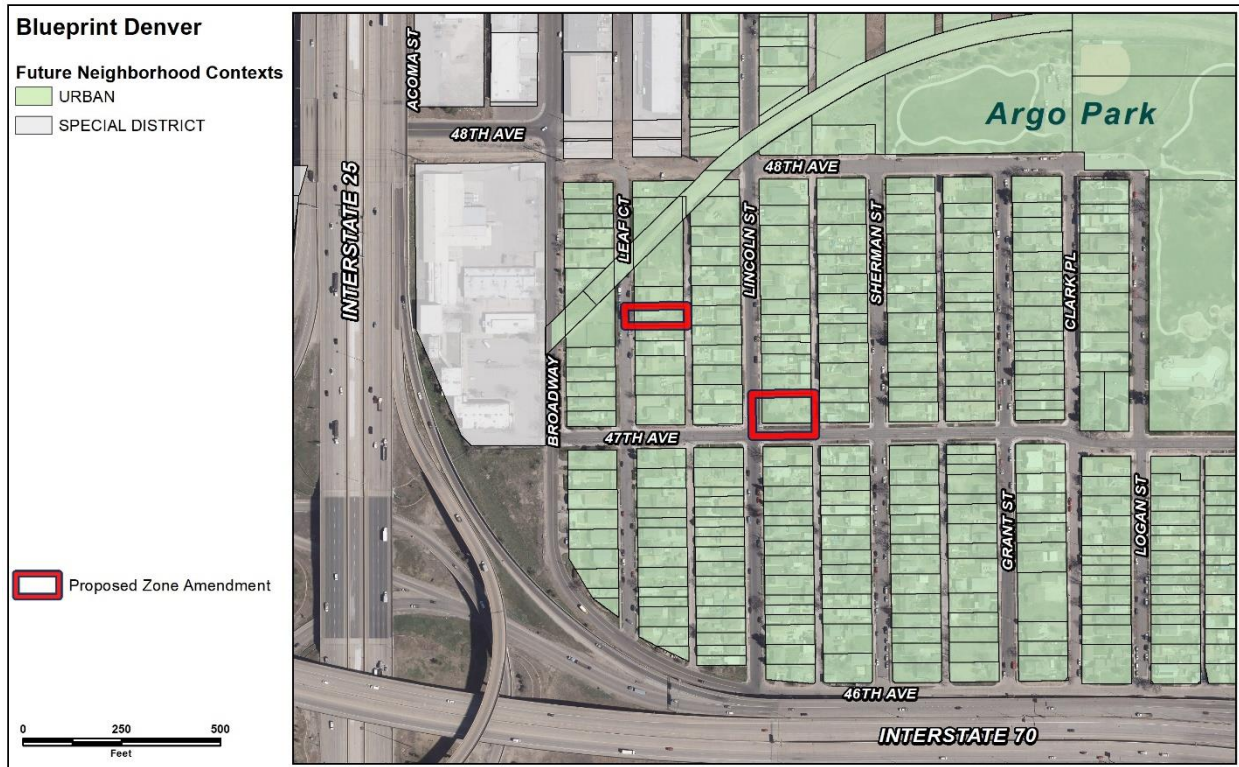 Blueprint Denver
Future Neighborhood Contexts
URBAN
SPECIAL DISTRICT
Proposed Zone Amendment
0 250 500
Feet
ACOMA ST
48TH AVE
Argo Park
48TH AVE
INTERSTATE 25
LEAF CT
LINCOLN ST
SHERMAN ST
CLARK PL
BROADWAY
47TH AVE
GRANT ST
LOGAN ST
46TH AVE
INTERSTATE 70